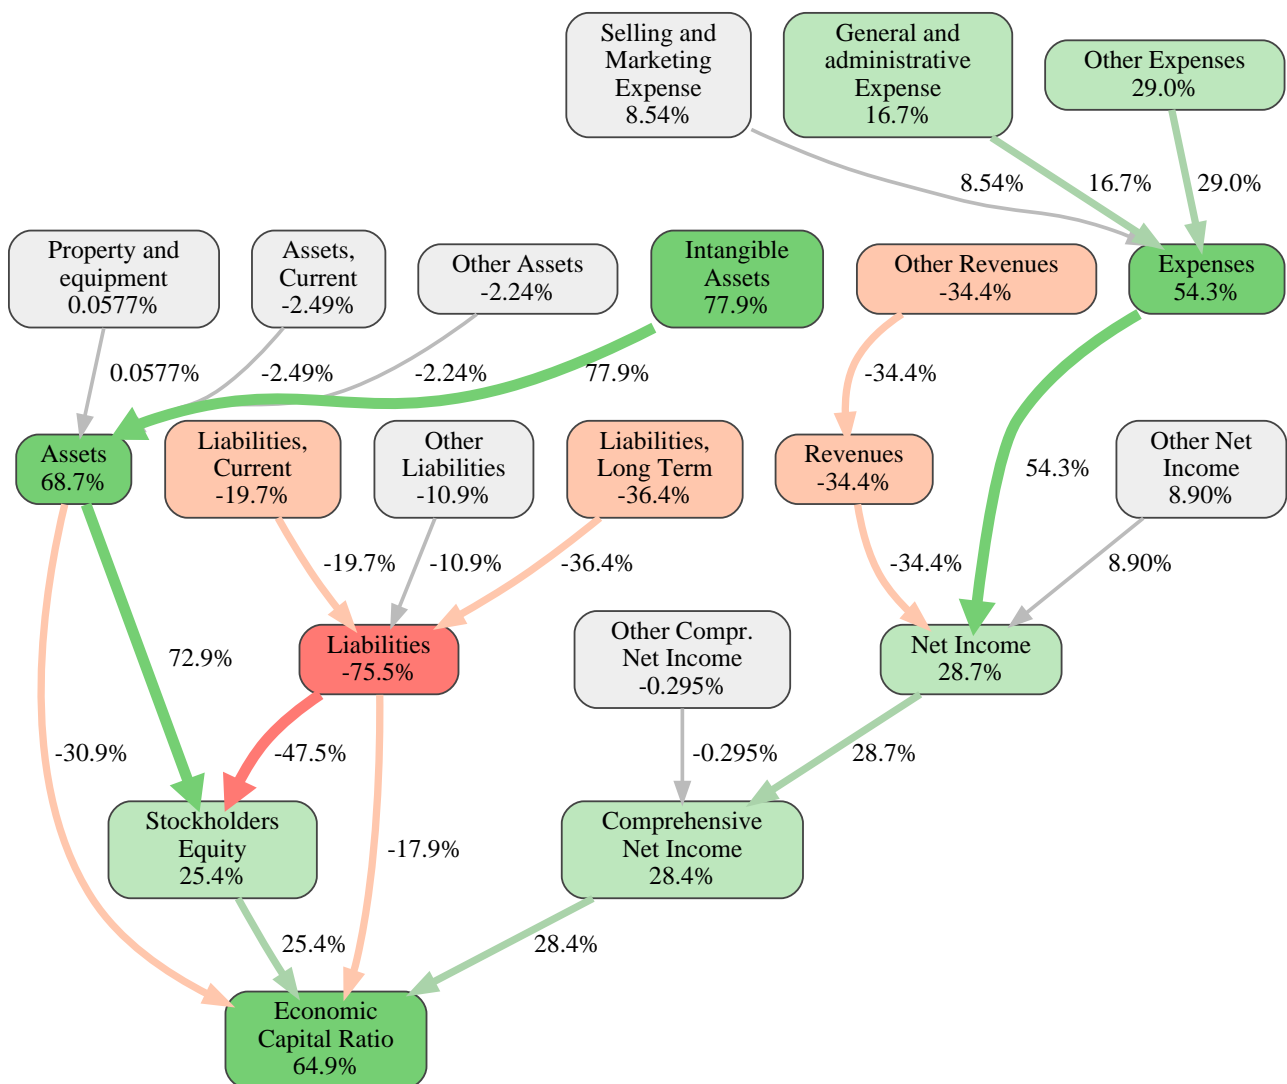 Selling and
Marketing
Expense
8.54%
General and
administrative
Expense
16.7%
Other Expenses
29.0%
8.54%
16.7%
29.0%
Property and
equipment
0.0577%
Assets,
Current
-2.49%
Other Assets
-2.24%
Intangible
Assets
77.9%
Other Revenues
-34.4%
Expenses
54.3%
0.0577%
-2.49%
-2.24%
77.9%
-34.4%
Assets
68.7%
Liabilities,
Current
-19.7%
Other
Liabilities
-10.9%
Liabilities,
Long Term
-36.4%
Revenues
-34.4%
54.3%
Other Net
Income
8.90%
-19.7%
-10.9%
-36.4%
-34.4%
8.90%
72.9%
Liabilities
-75.5%
Other Compr.
Net Income
-0.295%
Net Income
28.7%
-30.9%
-47.5%
-0.295%
28.7%
Stockholders
Equity
25.4%
-17.9%
Comprehensive
Net Income
28.4%
25.4%
28.4%
Economic
Capital Ratio
64.9%